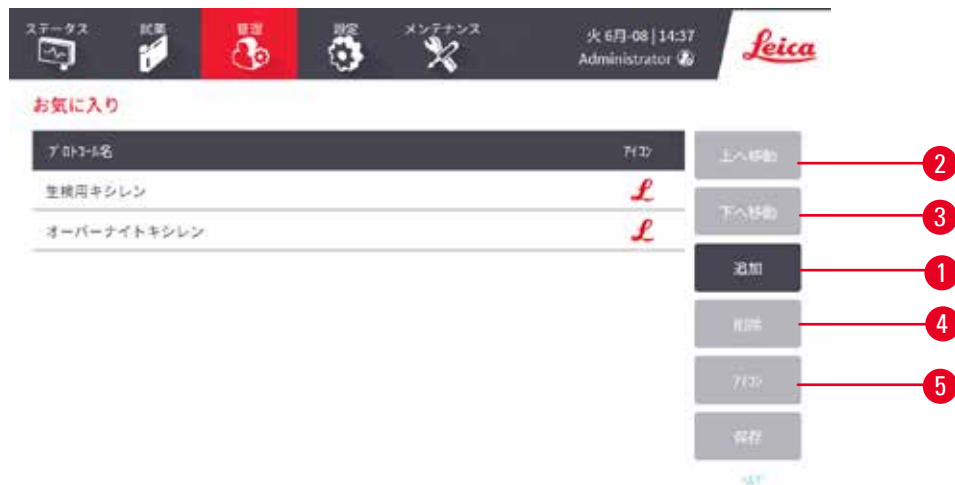 ステータス
試薬
管理
設定
メンテナンス
火 6月-08 | 14:37
Administrator
Leica
お気に入り
プロトコール名
アイコン
生検用キシレン
オーバーナイトキシレン
上へ移動
2
下へ移動
3
追加
1
削除
4
アイコン
5
保存
ヘルプ